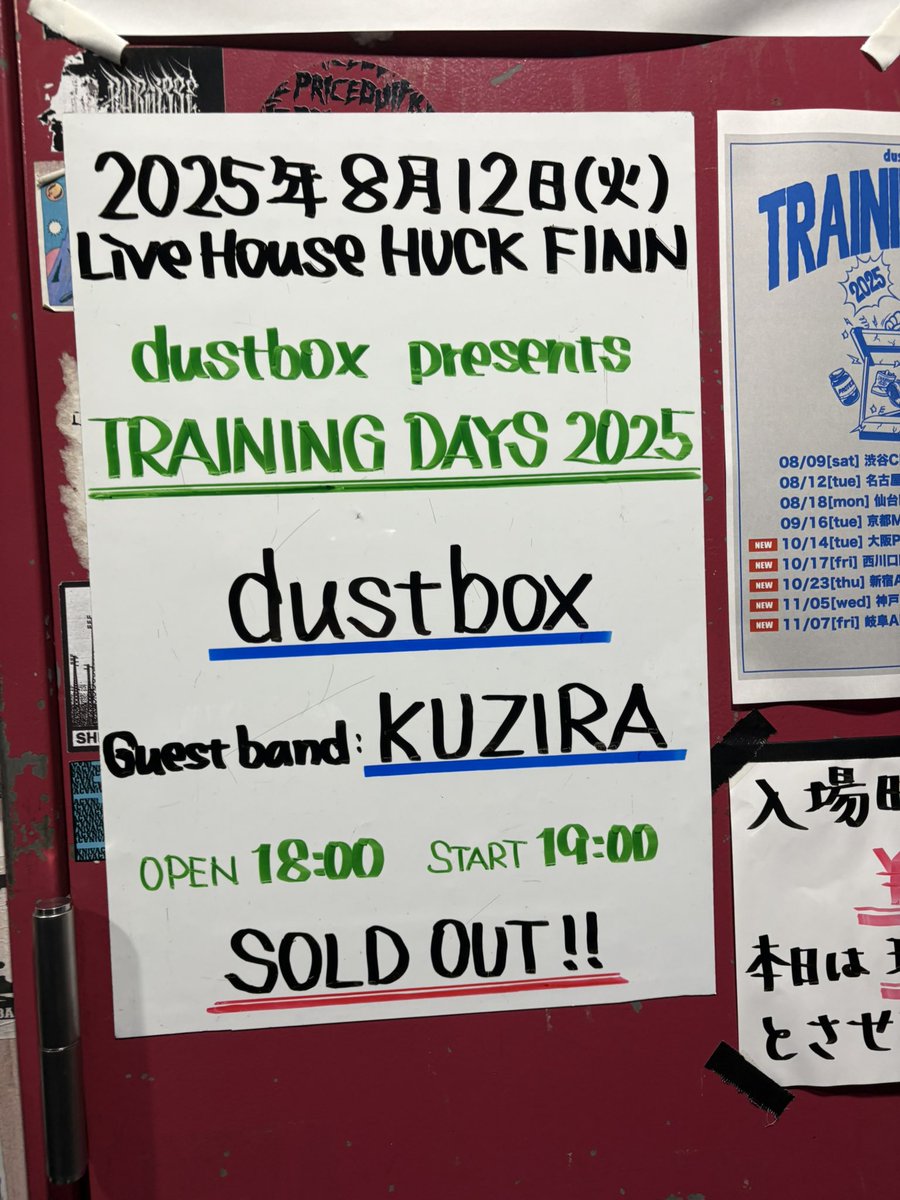 PRICEDUIFK
2025年8月12日(火)
Live House HUCK FINN
dustbox presents
TRAINING DAYS 2025
dustbox
Guest band: KUZIRA
OPEN 18:00 START 19:00
SOLD OUT!!
2025
08/09[sat] 渋谷
08/12[tue] 名古屋
08/18[mon] 仙台
09/16[tue] 京都
NEW 10/14[tue] 大阪
NEW 10/17[fri] 西川口
NEW 10/23[thu] 新宿
NEW 11/05[wed] 神戸
NEW 11/07[fri] 岐阜
入場
¥
本日は
とさせ